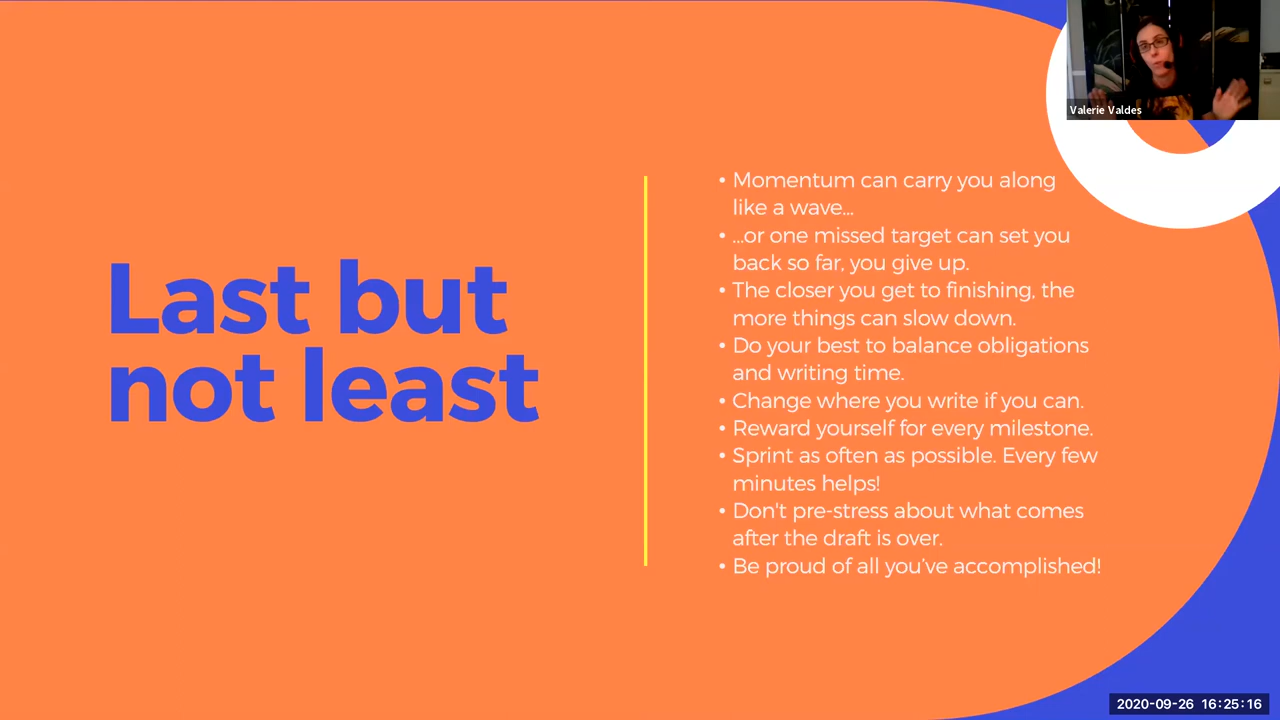 Valerie Valdes
Last but
not least
• Momentum can carry you along
like a wave...
• ...or one missed target can set you
back so far, you give up.
• The closer you get to finishing, the
more things can slow down.
• Do your best to balance obligations
and writing time.
• Change where you write if you can.
• Reward yourself for every milestone.
• Sprint as often as possible. Every few
minutes helps!
• Don't pre-stress about what comes
after the draft is over.
• Be proud of all you've accomplished!
2020-09-26 16:25:16